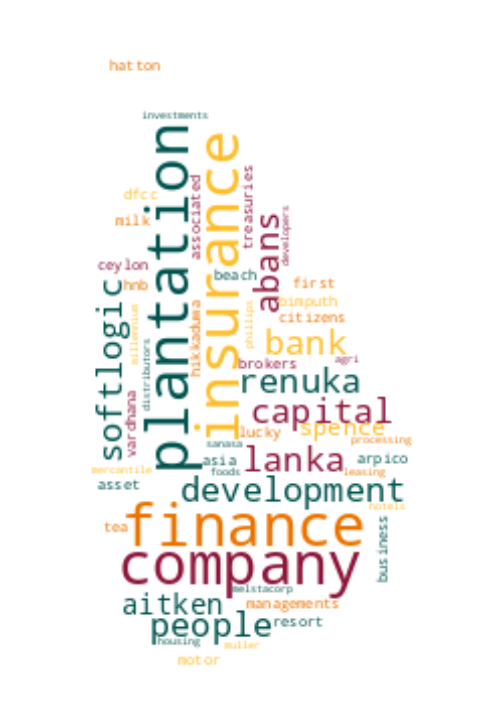 hatton
investments
plantation
insurance
associated
treasuries
dfcc
milk
abans
developers
ceylon
hnb
beach
first
bimputh
citizens
softlogic
millennium
distributors
hikkaduwa
phillips
bank
brokers
agri
renuka
vardhana
capital
lucky
spence
processing
sanasa
asia
lanka
arpico
mercantile
foods
leasing
asset
development
hotels
tea
finance
business
company
melstacorp
aitken
managements
people
resort
housing
muller
motor